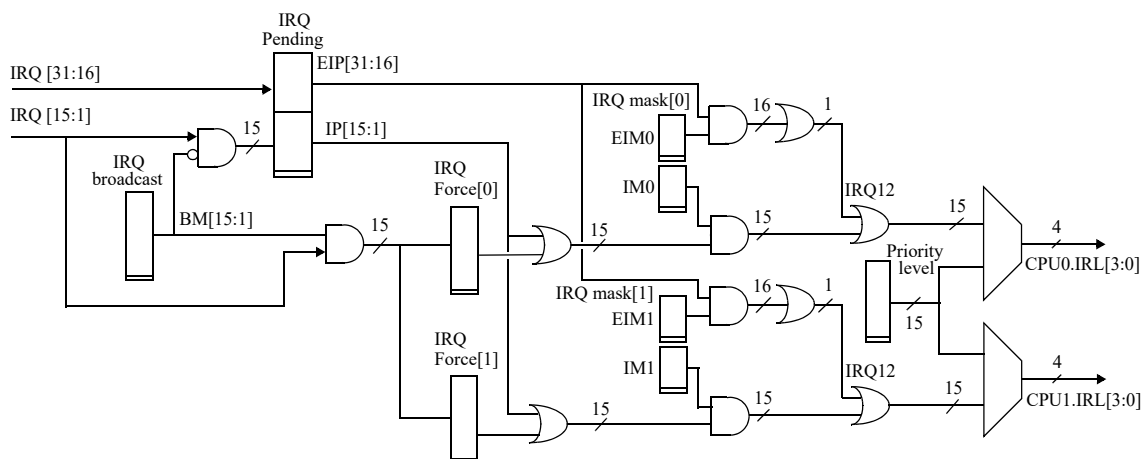 IRQ
Pending
EIP[31:16]
IRQ [31:16]
IRQ mask[0]
16
1
IRQ [15:1]
15
IP[15:1]
EIM0
IRQ
broadcast
IRQ
Force[0]
IM0
IRQ12
BM[15:1]
15
15
15
15
4
CPU0.IRL[3:0]
Priority
level
IRQ mask[1]
16
1
15
EIM1
IRQ
Force[1]
IM1
IRQ12
4
15
15
15
CPU1.IRL[3:0]